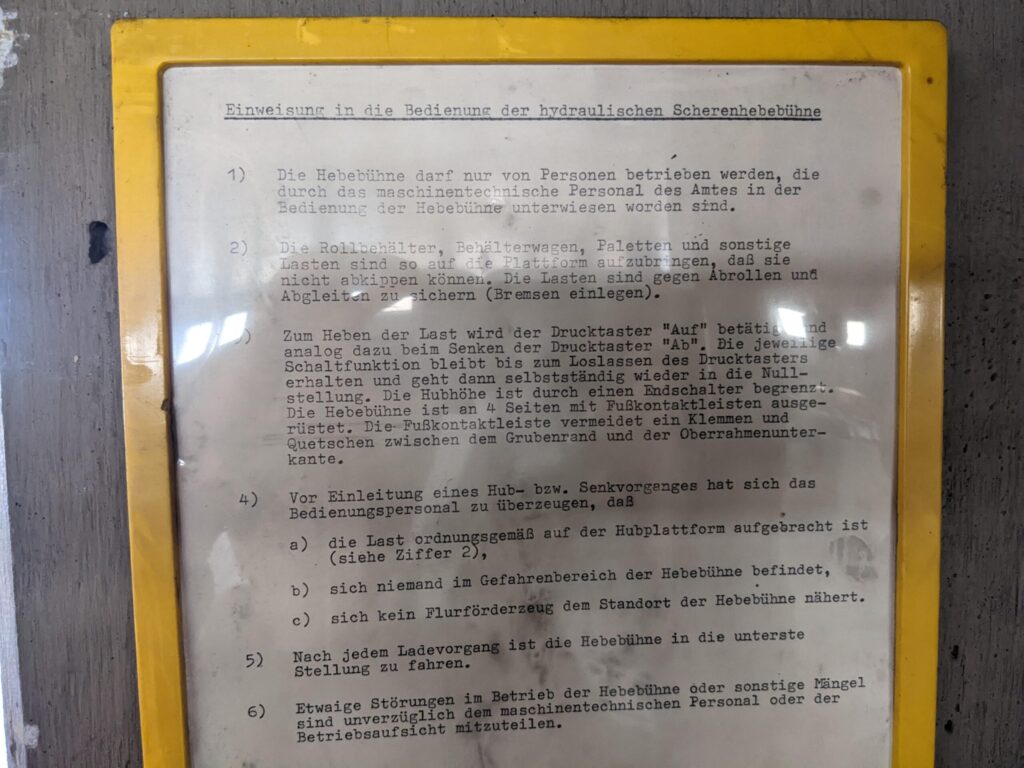 Einweisung in die Bedienung der hydraulischen Scherenhebebühne
1) Die Hebebühne darf nur von Personen betrieben werden, die
durch das maschinentechnische Personal des Amtes in der
Bedienung der Hebebühne unterwiesen worden sind.
2) Die Rollbehälter, Behälterwagen, Paletten und sonstige
Lasten sind so auf die Plattform aufzubringen, daß sie
nicht abkippen können. Die Lasten sind gegen Abrollen und
Abgleiten zu sichern (Bremsen einlegen).
) Zum Heben der Last wird der Drucktaster "Auf" betätig nd
analog dazu beim Senken der Drucktaster "Ab". Die jeweilige
Schaltfunktion bleibt bis zum Loslassen des Drucktasters
erhalten und geht dann selbstständig wieder in die Null-
stellung. Die Hubhöhe ist durch einen Endschalter begrenzt.
Die Hebebühne ist an 4 Seiten mit Fußkontaktleisten ausge-
rüstet. Die Fußkontaktleiste vermeidet ein Klemmen und
Quetschen zwischen dem Grubenrand und der Oberrahmenunter-
kante.
4) Vor Einleitung eines Hub- bzw. Senkvorganges hat sich das
Bedienungspersonal zu überzeugen, daß
a) die Last ordnungsgemäß auf der Hubplattform aufgebracht ist
(siehe Ziffer 2),
b) sich niemand im Gefahrenbereich der Hebebühne befindet,
c) sich kein Flurförderzeug dem Standort der Hebebühne nähert.
5) Nach jedem Ladevorgang ist die Hebebühne in die unterste
Stellung zu fahren.
6) Etwaige Störungen im Betrieb der Hebebühne oder sonstige Mängel
sind unverzüglich dem maschinentechnischen Personal oder der
Betriebsaufsicht mitzuteilen.